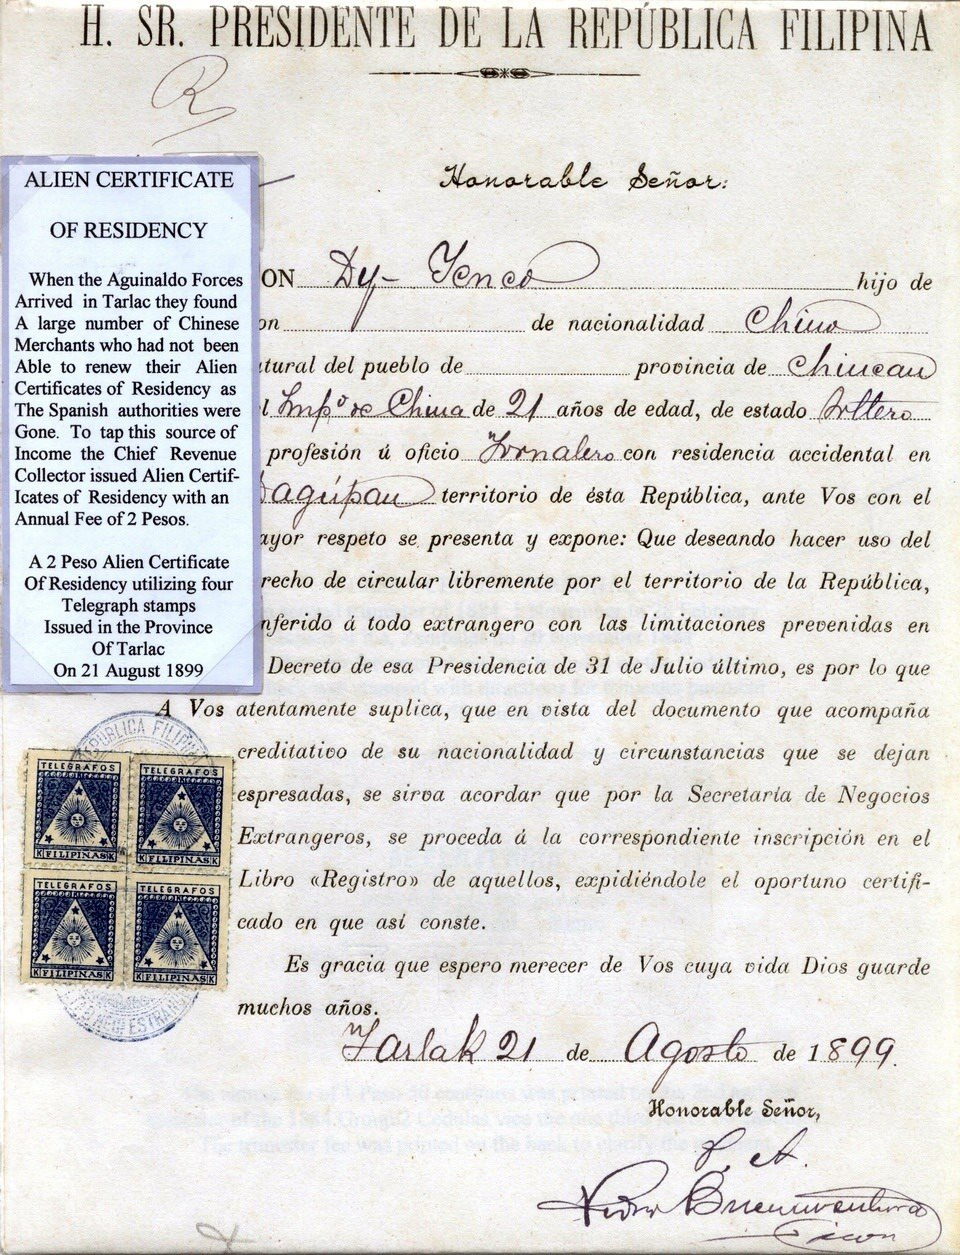 H. SR. PRESIDENTE DE LA REPÚBLICA FILIPINA
R
Honorable Señor:
ALIEN CERTIFICATE
OF RESIDENCY
When the Aguinaldo Forces
Arrived in Tarlac they found
A large number of Chinese
Merchants who had not been
Able to renew their Alien
Certificates of Residency as
The Spanish authorities were
Gone. To tap this source of
Income the Chief Revenue
Collector issued Alien Certif-
Icates of Residency with an
Annual Fee of 2 Pesos.
A 2 Peso Alien Certificate
Of Residency utilizing four
Telegraph stamps
Issued in the Province
Of Tarlac
On 21 August 1899
ON Dy- Yenco hijo de
on de nacionalidad China
tural del pueblo de provincia de Chincan
l Impº de China de 21 años de edad, de estado soltero
profesión ú oficio Jornalero con residencia accidental en
Dagúpan territorio de ésta República, ante Vos con el
ayor respeto se presenta y expone: Que deseando hacer uso del
recho de circular libremente por el territorio de la República,
nferido á todo extrangero con las limitaciones prevenidas en
Decreto de esa Presidencia de 31 de Julio último, es por lo que
A Vos atentamente suplica, que en vista del documento que acompaña
creditativo de su nacionalidad y circunstancias que se dejan
espresadas, se sirva acordar que por la Secretaría de Negocios
Extrangeros, se proceda á la correspondiente inscripción en el
Libro «Registro» de aquellos, expidiéndole el oportuno certifi-
cado en que así conste.
Es gracia que espero merecer de Vos cuya vida Dios guarde
muchos años.
REPUBLICA FILIPINA
TELEGRAFOS TELEGRAFOS
K FILIPINAS K K FILIPINAS K
TELEGRAFOS TELEGRAFOS
K FILIPINAS K K FILIPINAS K
Tarlak 21 de Agosto de 1899.
Honorable Señor,
P. A.
Pedro Buenaventura